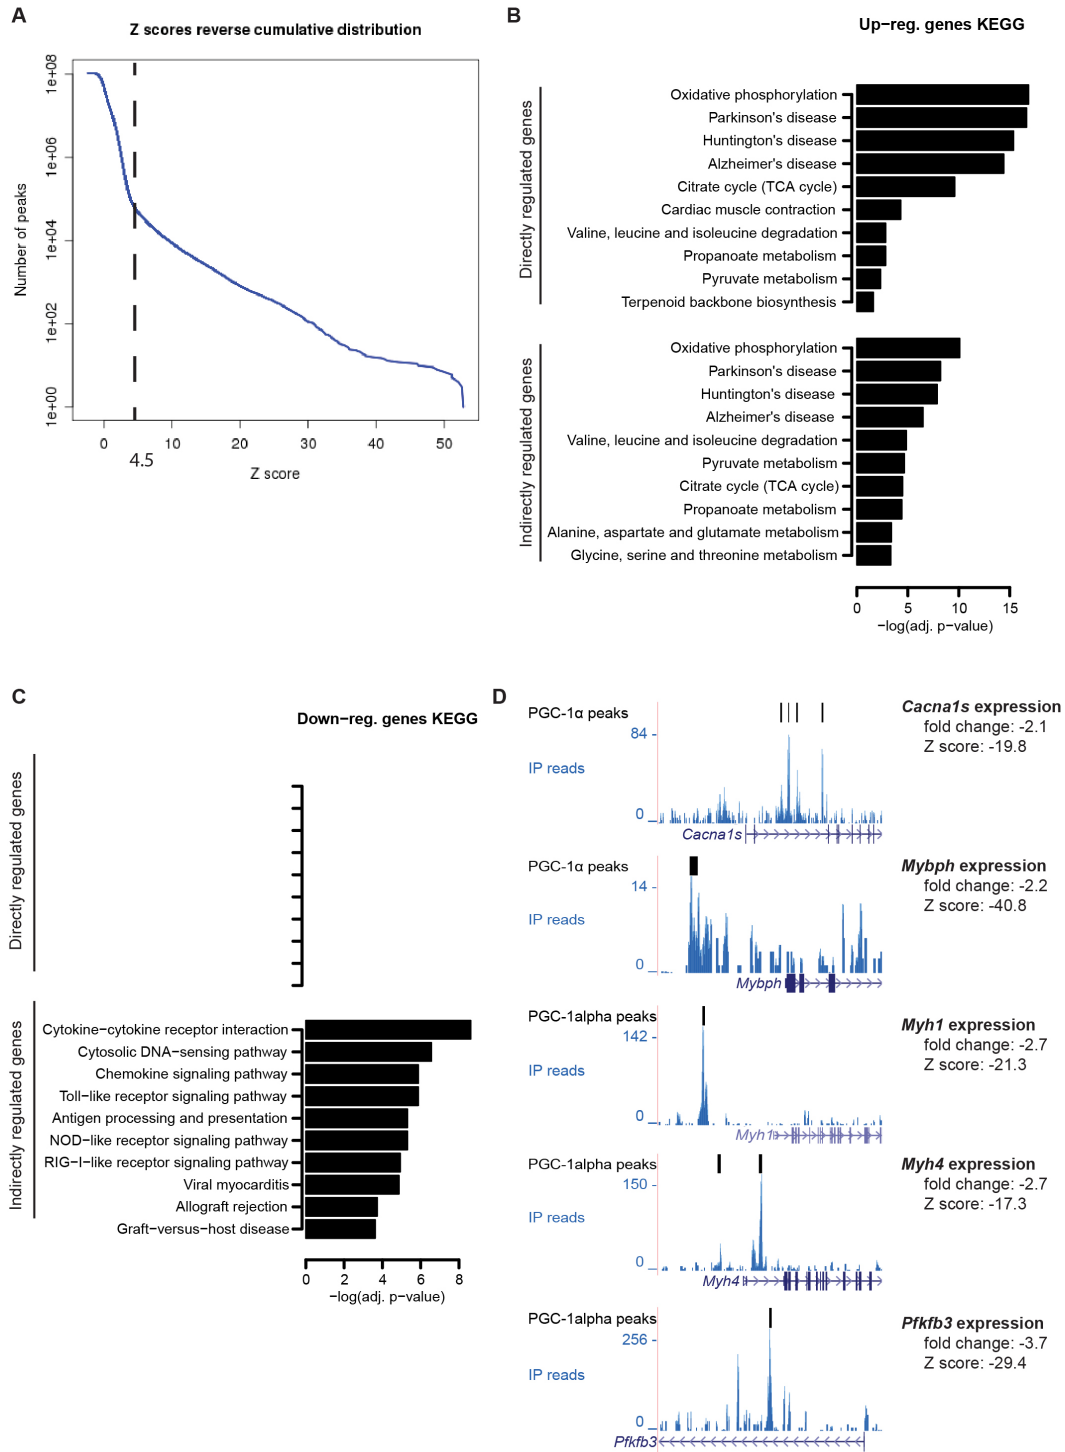 A
Z scores reverse cumulative distribution
1e+08
1e+06
1e+04
1e+02
1e+00
Number of peaks
0
10
20
30
40
50
4.5
Z score
B
Up−reg. genes KEGG
Directly regulated genes
Oxidative phosphorylation
Parkinson's disease
Huntington's disease
Alzheimer's disease
Citrate cycle (TCA cycle)
Cardiac muscle contraction
Valine, leucine and isoleucine degradation
Propanoate metabolism
Pyruvate metabolism
Terpenoid backbone biosynthesis
Indirectly regulated genes
Oxidative phosphorylation
Parkinson's disease
Huntington's disease
Alzheimer's disease
Valine, leucine and isoleucine degradation
Pyruvate metabolism
Citrate cycle (TCA cycle)
Propanoate metabolism
Alanine, aspartate and glutamate metabolism
Glycine, serine and threonine metabolism
0 5 10 15
−log(adj. p−value)
C
Down−reg. genes KEGG
Directly regulated genes
Indirectly regulated genes
Cytokine−cytokine receptor interaction
Cytosolic DNA−sensing pathway
Chemokine signaling pathway
Toll−like receptor signaling pathway
Antigen processing and presentation
NOD−like receptor signaling pathway
RIG−I−like receptor signaling pathway
Viral myocarditis
Allograft rejection
Graft−versus−host disease
0 2 4 6 8
−log(adj. p−value)
D
PGC-1α peaks
84
IP reads
0
Cacna1s
Cacna1s expression
fold change: -2.1
Z score: -19.8
PGC-1α peaks
14
IP reads
0
Mybph
Mybph expression
fold change: -2.2
Z score: -40.8
PGC-1alpha peaks
142
IP reads
0
Myh1
Myh1 expression
fold change: -2.7
Z score: -21.3
PGC-1alpha peaks
150
IP reads
0
Myh4
Myh4 expression
fold change: -2.7
Z score: -17.3
PGC-1alpha peaks
256
IP reads
0
Pfkfb3
Pfkfb3 expression
fold change: -3.7
Z score: -29.4